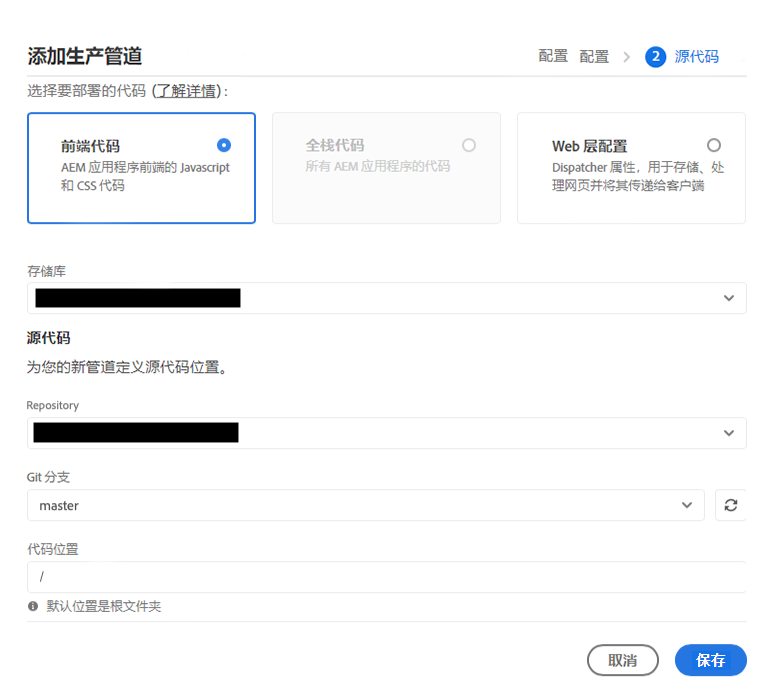 添加生产管道
配置 配置 > 2 源代码
选择要部署的代码 (了解详情) :
前端代码
AEM 应用程序前端的 Javascript
和 CSS 代码
全栈代码
所有 AEM 应用程序的代码
Web 层配置
Dispatcher 属性，用于存储、处
理网页并将其传递给客户端
存储库
源代码
为您的新管道定义源代码位置。
Repository
Git 分支
master
代码位置
/
默认位置是根文件夹
取消 保存